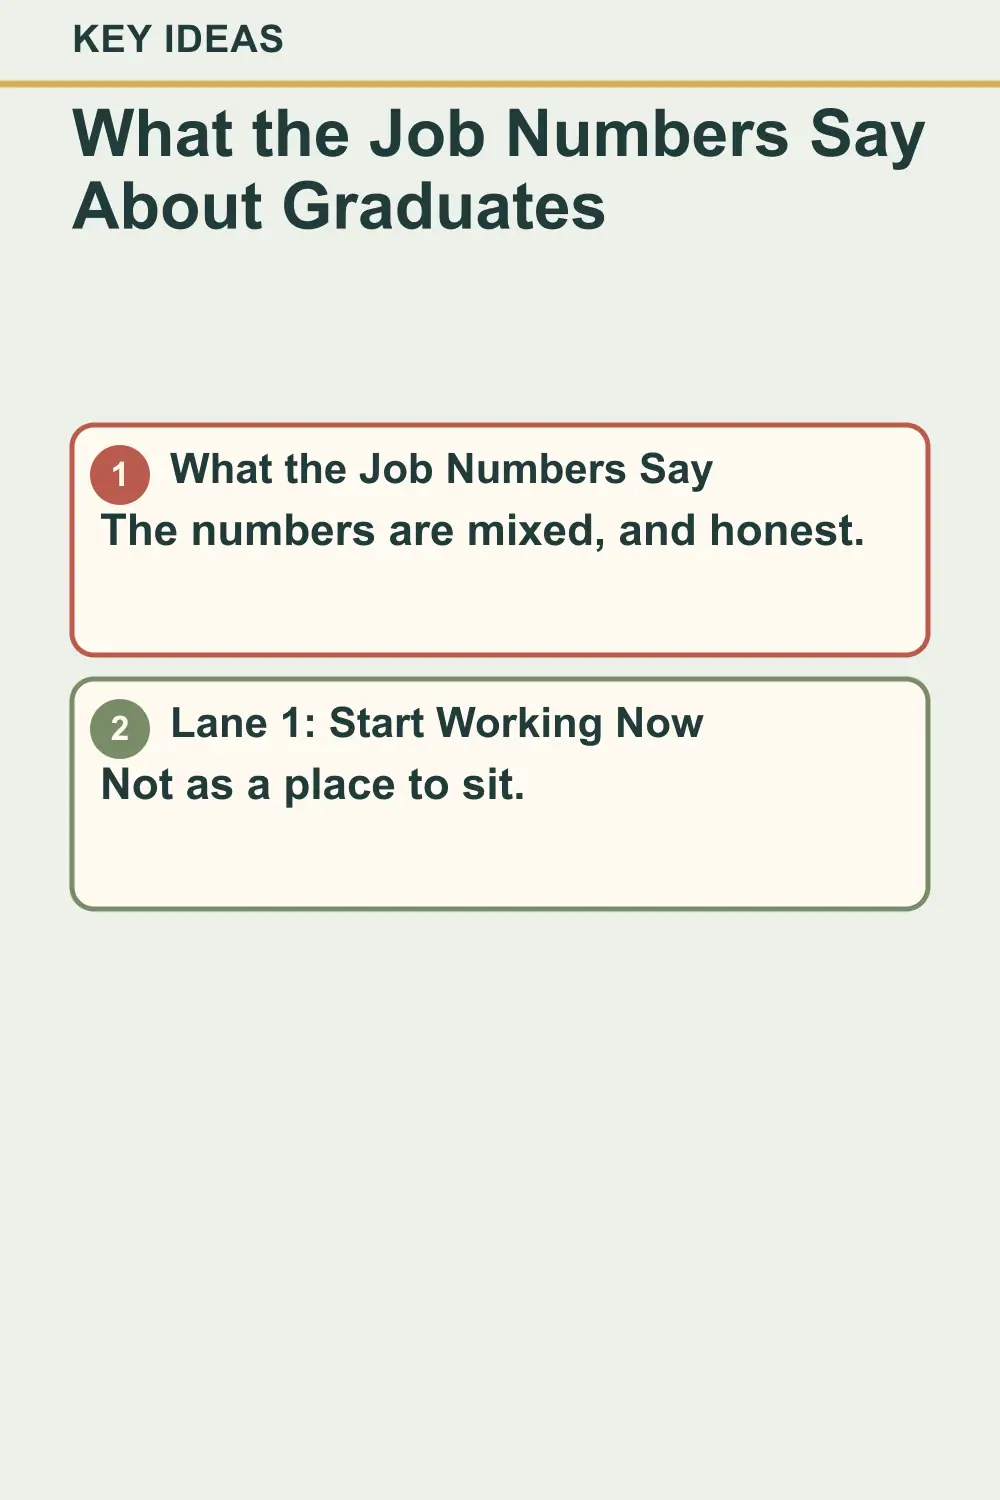 KEY IDEAS
What the Job Numbers Say
About Graduates
1 What the Job Numbers Say
The numbers are mixed, and honest.
2 Lane 1: Start Working Now
Not as a place to sit.